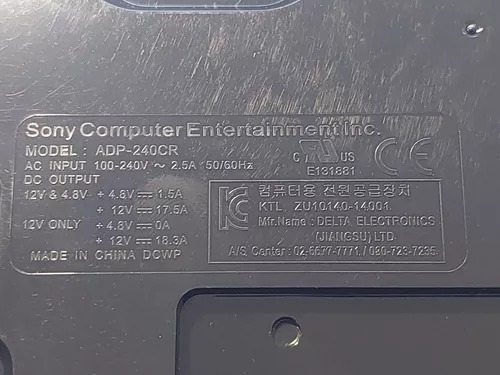 Sony Computer Entertainment Inc.
MODEL : ADP-240CR
AC INPUT 100-240V ~ 2.5A 50/60Hz
DC OUTPUT
12V & 4.8V + 4.8V ⎓ 1.5A
+ 12V ⎓ 17.5A
12V ONLY + 4.8V ⎓ 0A
+ 12V ⎓ 18.3A
MADE IN CHINA DCWP
C US
E131881
컴퓨터용 전원공급장치
KTL ZU10140-14001.
Mfr.Name : DELTA ELECTRONICS
(JIANGSU) LTD
A/S Center : 02-6677-7771 / 080-723-7235